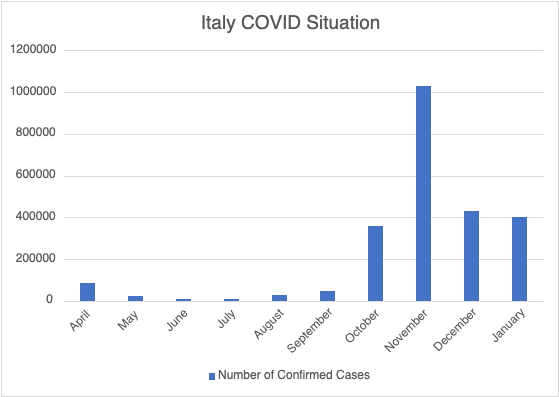 Italy COVID Situation
1200000
1000000
800000
600000
400000
200000
0
April
May
June
July
August
September
October
November
December
January
Number of Confirmed Cases